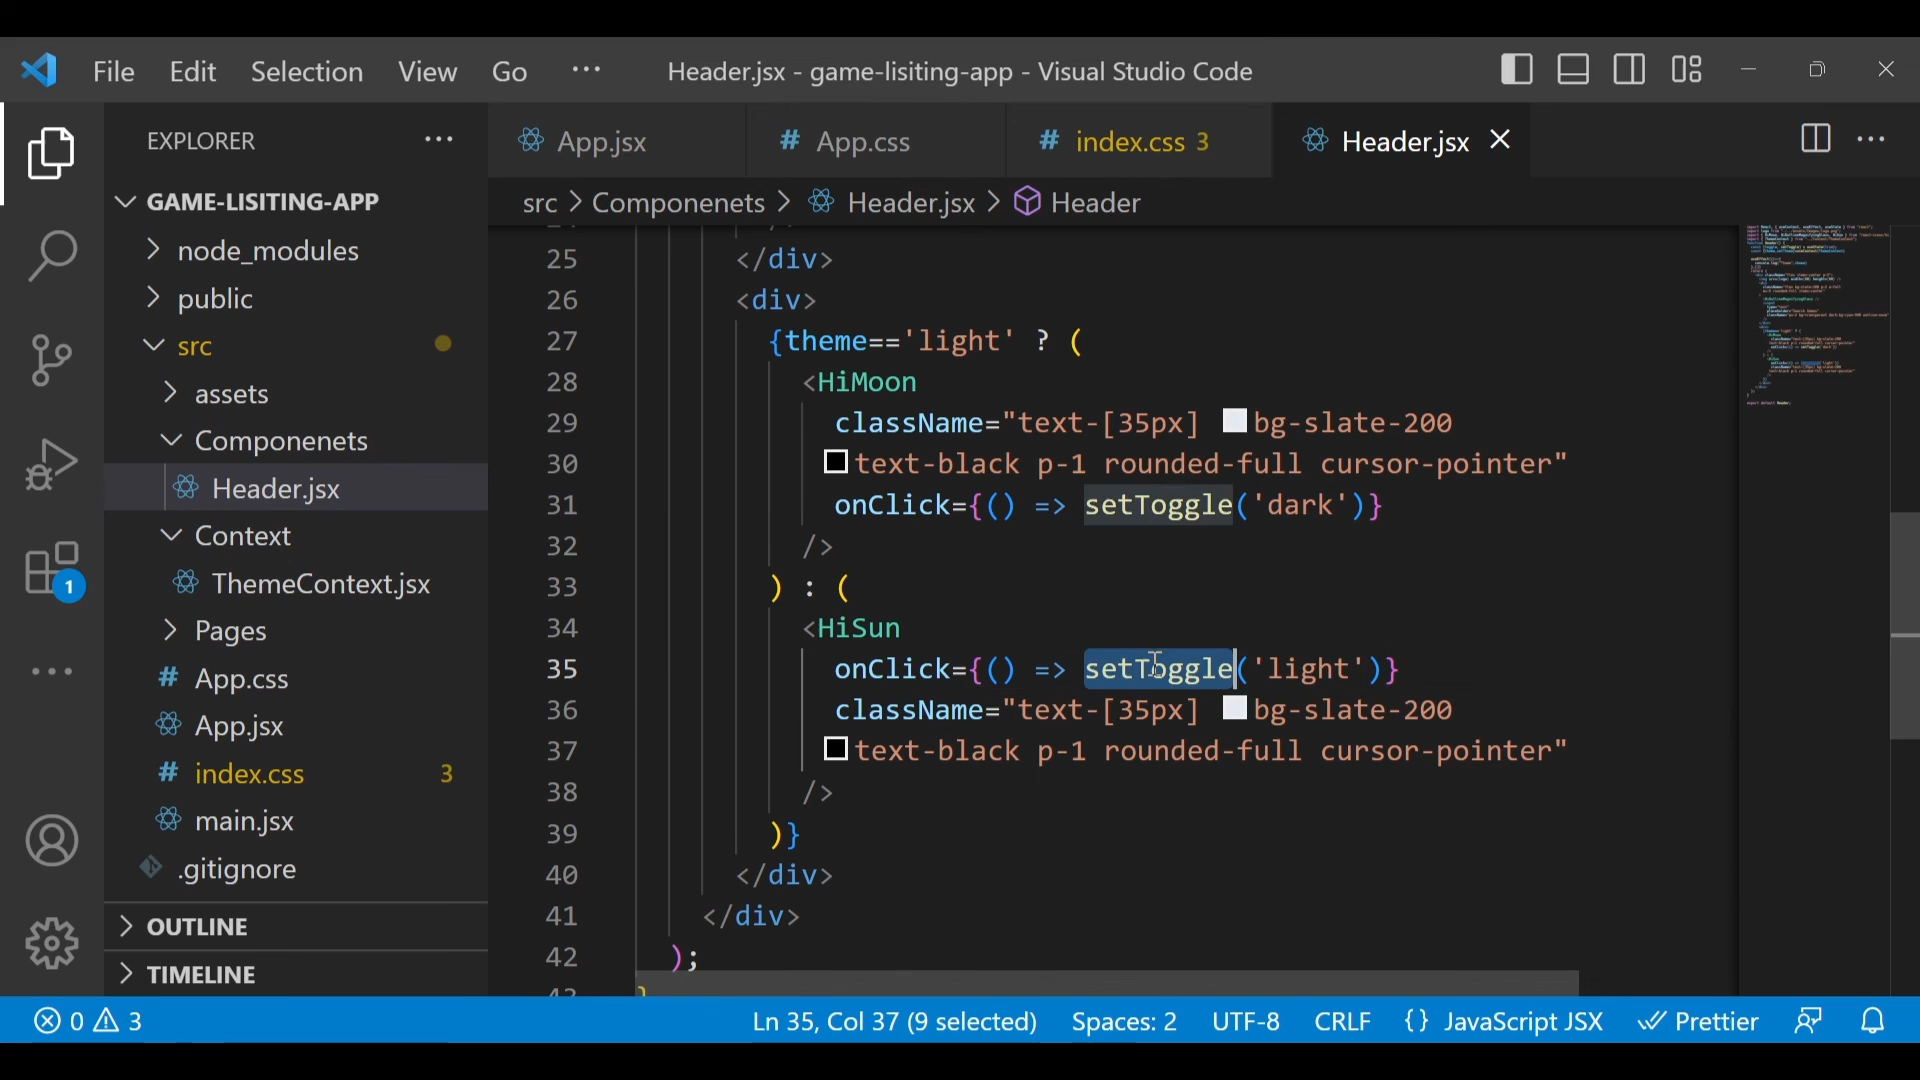 File Edit Selection View Go ··· Header.jsx - game-lisiting-app - Visual Studio Code
EXPLORER ···
App.jsx # App.css # index.css 3 Header.jsx ×
src > Componenets > Header.jsx > Header
GAME-LISITING-APP
node_modules
public
src
assets
Componenets
Header.jsx
Context
ThemeContext.jsx
Pages
# App.css
App.jsx
# index.css 3
main.jsx
.gitignore
OUTLINE
TIMELINE
1
25 </div>
26 <div>
27 {theme=='light' ? (
28 <HiMoon
29 className="text-[35px] bg-slate-200
30 text-black p-1 rounded-full cursor-pointer"
31 onClick={() => setToggle('dark')}
32 />
33 ) : (
34 <HiSun
35 onClick={() => setToggle('light')}
36 className="text-[35px] bg-slate-200
37 text-black p-1 rounded-full cursor-pointer"
38 />
39 )}
40 </div>
41 </div>
42 );
0 3 Ln 35, Col 37 (9 selected) Spaces: 2 UTF-8 CRLF {} JavaScript JSX Prettier